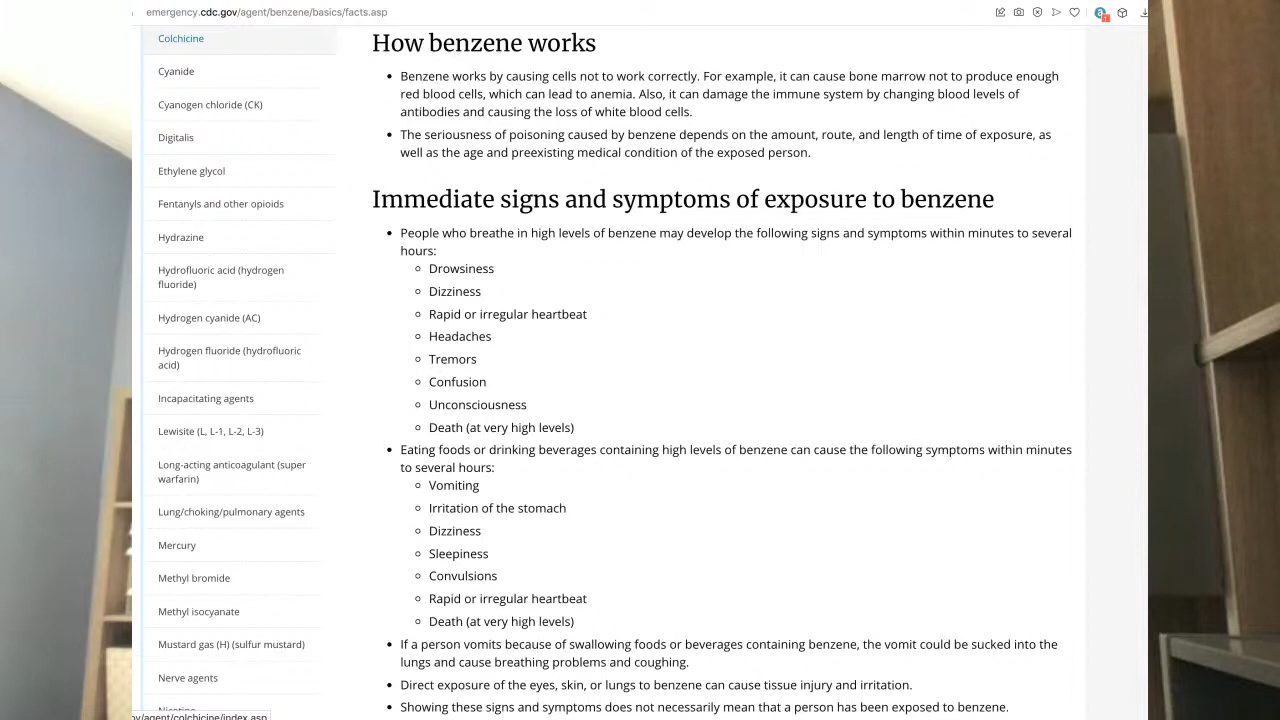 emergency.cdc.gov/agent/benzene/basics/facts.asp
Colchicine
Cyanide
Cyanogen chloride (CK)
Digitalis
Ethylene glycol
Fentanyls and other opioids
Hydrazine
Hydrofluoric acid (hydrogen
fluoride)
Hydrogen cyanide (AC)
Hydrogen fluoride (hydrofluoric
acid)
Incapacitating agents
Lewisite (L, L-1, L-2, L-3)
Long-acting anticoagulant (super
warfarin)
Lung/choking/pulmonary agents
Mercury
Methyl bromide
Methyl isocyanate
Mustard gas (H) (sulfur mustard)
Nerve agents
Nicotine
/agent/colchicine/index.asp
How benzene works
Benzene works by causing cells not to work correctly. For example, it can cause bone marrow not to produce enough
red blood cells, which can lead to anemia. Also, it can damage the immune system by changing blood levels of
antibodies and causing the loss of white blood cells.
The seriousness of poisoning caused by benzene depends on the amount, route, and length of time of exposure, as
well as the age and preexisting medical condition of the exposed person.
Immediate signs and symptoms of exposure to benzene
People who breathe in high levels of benzene may develop the following signs and symptoms within minutes to several
hours:
Drowsiness
Dizziness
Rapid or irregular heartbeat
Headaches
Tremors
Confusion
Unconsciousness
Death (at very high levels)
Eating foods or drinking beverages containing high levels of benzene can cause the following symptoms within minutes
to several hours:
Vomiting
Irritation of the stomach
Dizziness
Sleepiness
Convulsions
Rapid or irregular heartbeat
Death (at very high levels)
If a person vomits because of swallowing foods or beverages containing benzene, the vomit could be sucked into the
lungs and cause breathing problems and coughing.
Direct exposure of the eyes, skin, or lungs to benzene can cause tissue injury and irritation.
Showing these signs and symptoms does not necessarily mean that a person has been exposed to benzene.